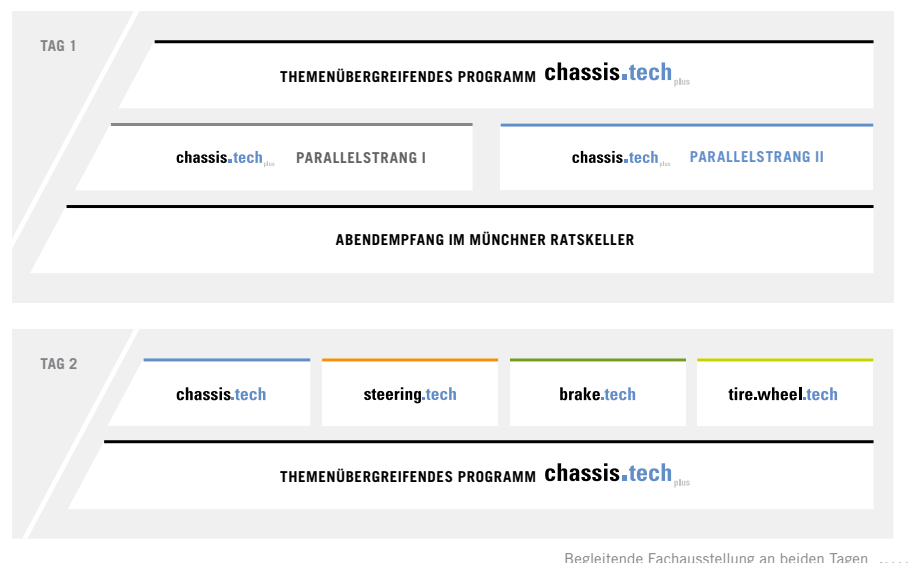 TAG 1
THEMENÜBERGREIFENDES PROGRAMM chassis.tech plus
chassis.tech plus PARALLELSTRANG I
chassis.tech plus PARALLELSTRANG II
ABENDEMPFANG IM MÜNCHNER RATSKELLER
TAG 2
chassis.tech
steering.tech
brake.tech
tire.wheel.tech
THEMENÜBERGREIFENDES PROGRAMM chassis.tech plus
Begleitende Fachausstellung an beiden Tagen